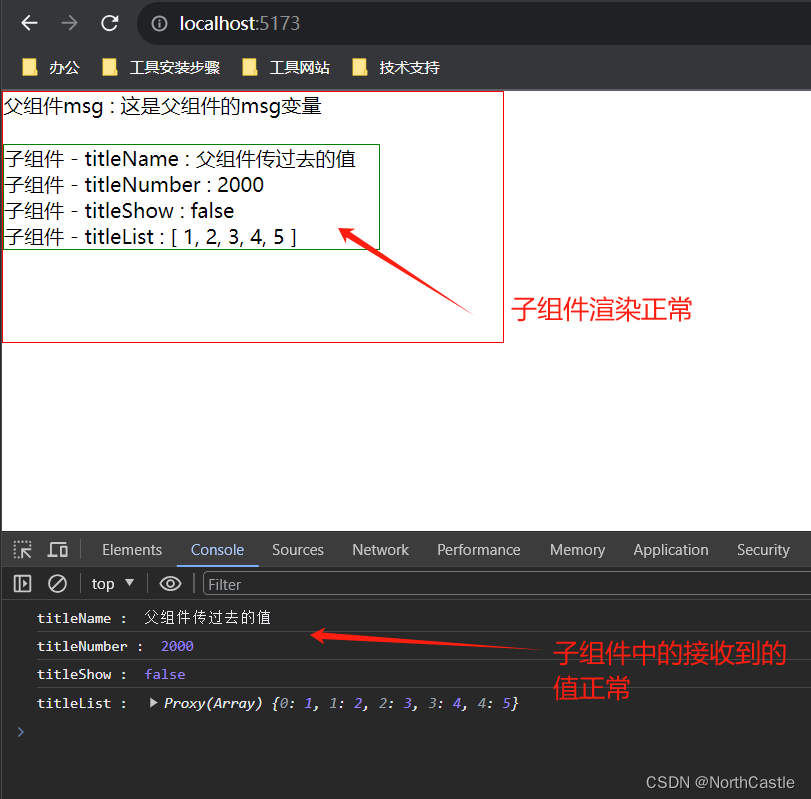 localhost:5173
办公 工具安装步骤 工具网站 技术支持
父组件msg : 这是父组件的msg变量
子组件 - titleName : 父组件传过去的值
子组件 - titleNumber : 2000
子组件 - titleShow : false
子组件 - titleList : [ 1, 2, 3, 4, 5 ]
子组件渲染正常
Elements Console Sources Network Performance Memory Application Security
top Filter
titleName : 父组件传过去的值
titleNumber : 2000
titleShow : false
titleList : Proxy(Array) {0: 1, 1: 2, 2: 3, 3: 4, 4: 5}
子组件中的接收到的
值正常
CSDN @NorthCastle